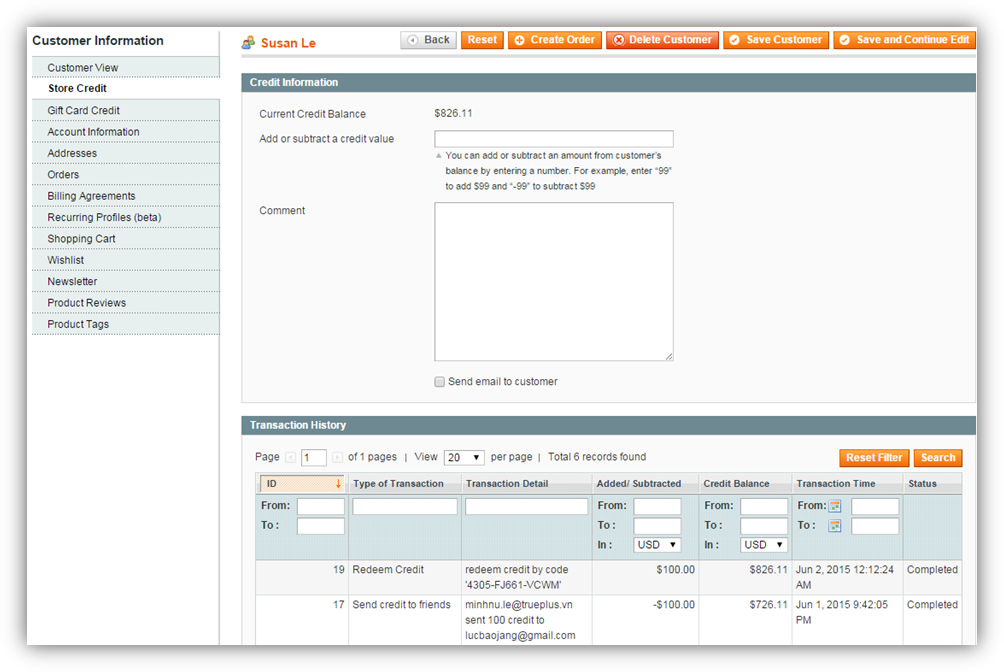 Customer Information
Customer View
Store Credit
Gift Card Credit
Account Information
Addresses
Orders
Billing Agreements
Recurring Profiles (beta)
Shopping Cart
Wishlist
Newsletter
Product Reviews
Product Tags
Susan Le
Back Reset Create Order Delete Customer Save Customer Save and Continue Edit
Credit Information
Current Credit Balance $826.11
Add or subtract a credit value
You can add or subtract an amount from customer's
balance by entering a number. For example, enter "99"
to add $99 and "-99" to subtract $99
Comment
Send email to customer
Transaction History
Page 1 of 1 pages | View 20 per page | Total 6 records found
Reset Filter Search
ID Type of Transaction Transaction Detail Added/ Subtracted Credit Balance Transaction Time Status
From: From: From: From:
To : To : To : To :
In : USD In : USD
19 Redeem Credit redeem credit by code $100.00 $826.11 Jun 2, 2015 12:12:24 Completed
'4305-FJ661-VCWM' AM
17 Send credit to friends minhnu.le@trueplus.vn -$100.00 $726.11 Jun 1, 2015 9:42:05 Completed
sent 100 credit to PM
lucbaojang@gmail.com